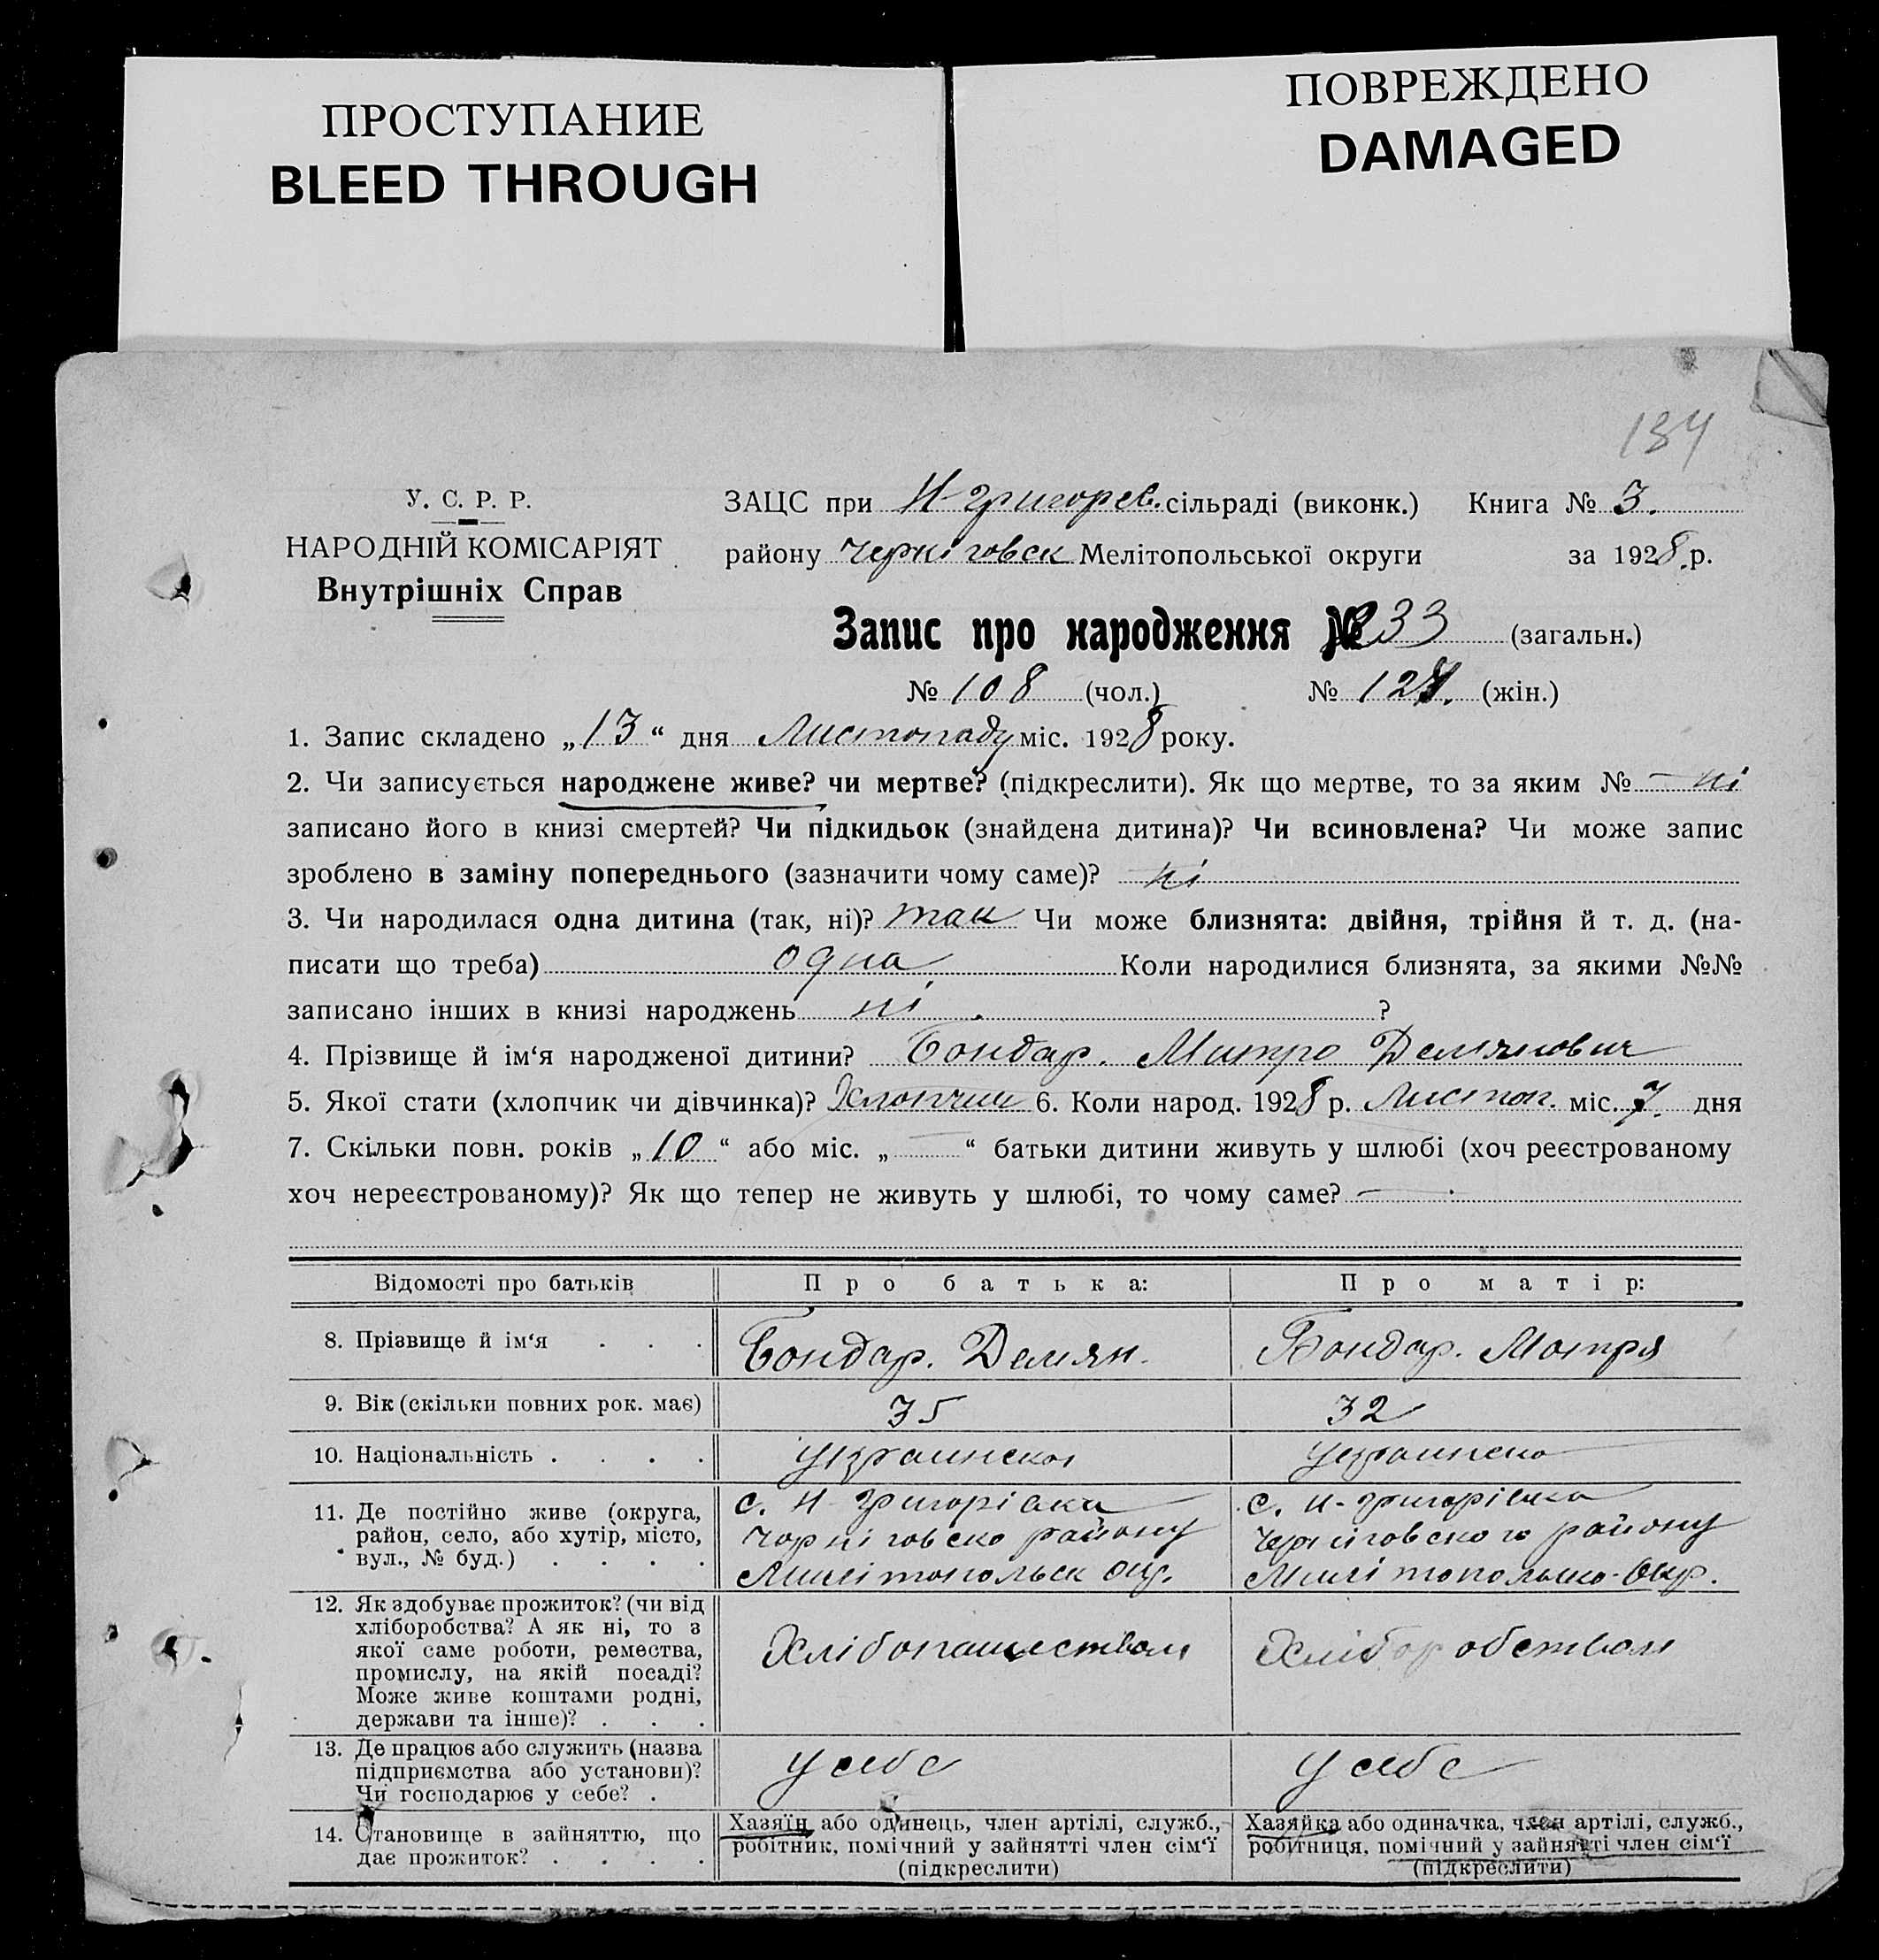 ПРОСТУПАНИЕ
BLEED THROUGH
ПОВРЕЖДЕНО
DAMAGED
134
У. С. Р. Р.
НАРОДНІЙ КОМІСАРІЯТ
Внутрішніх Справ
ЗАЦС при Н-Григорев. сільраді (виконк.) Книга № 3.
району Черніговск Мелітопольської округи за 1928 р.
Запис про народження № 233 (загальн.)
№ 108 (чол.) № 127. (жін.)
1. Запис складено „13“ дня Листопаду міс. 1928 року.
2. Чи записується народжене живе? чи мертве? (підкреслити). Як що мертве, то за яким № — ні
записано його в книзі смертей? Чи підкидьок (знайдена дитина)? Чи всиновлена? Чи може запис
зроблено в заміну попереднього (зазначити чому саме)? ні
3. Чи народилася одна дитина (так, ні)? так Чи може близнята: двійня, трійня й т. д. (на-
писати що треба) одна Коли народилися близнята, за якими №№
записано інших в книзі народжень ні. ?
4. Прізвище й ім‘я народженої дитини? Бондар. Митро Демянович
5. Якої стати (хлопчик чи дівчинка)? Хлопчик 6. Коли народ. 1928 р. Листоп. міс. 7. дня
7. Скільки повн. років „10“ або міс. „—“ батьки дитини живуть у шлюбі (хоч реєстрованому
хоч нереєстрованому)? Як що тепер не живуть у шлюбі, то чому саме? —
Відомості про батьків Про батька: Про матір:
8. Прізвище й ім‘я . . . Бондар. Демян. Бондар. Мотря
9. Вік (скільки повних рок. має) 35 32
10. Національність . . . . украинска украинска
11. Де постійно живе (округа, с. Н-Григорівка с. Н-Григорівка
район, село, або хутір, місто, Чорніговско району Черніговского району
вул., № буд.) . . . . Милітопольск окр. Милітопольско-Окр.
12. Як здобуває прожиток? (чи від
хліборобства? А як ні, то з
якої саме роботи, ремества, Хлібопашеством Хліборобством
промислу, на якій посаді?
Може живе коштами родні,
держави та інше)? . . .
13. Де працює або служить (назва
підприємства або установи)? у себе у себе
Чи господарює у себе? .
14. Становище в зайняттю, що Хазяїн, або одинець, член артілі, служб., Хазяйка або одиначка, член артілі, служб.,
дає прожиток? . . . . робітник, помічний у зайнятті член сім‘ї робітниця, помічний у зайнятті член сім‘ї
(підкреслити) (підкреслити)